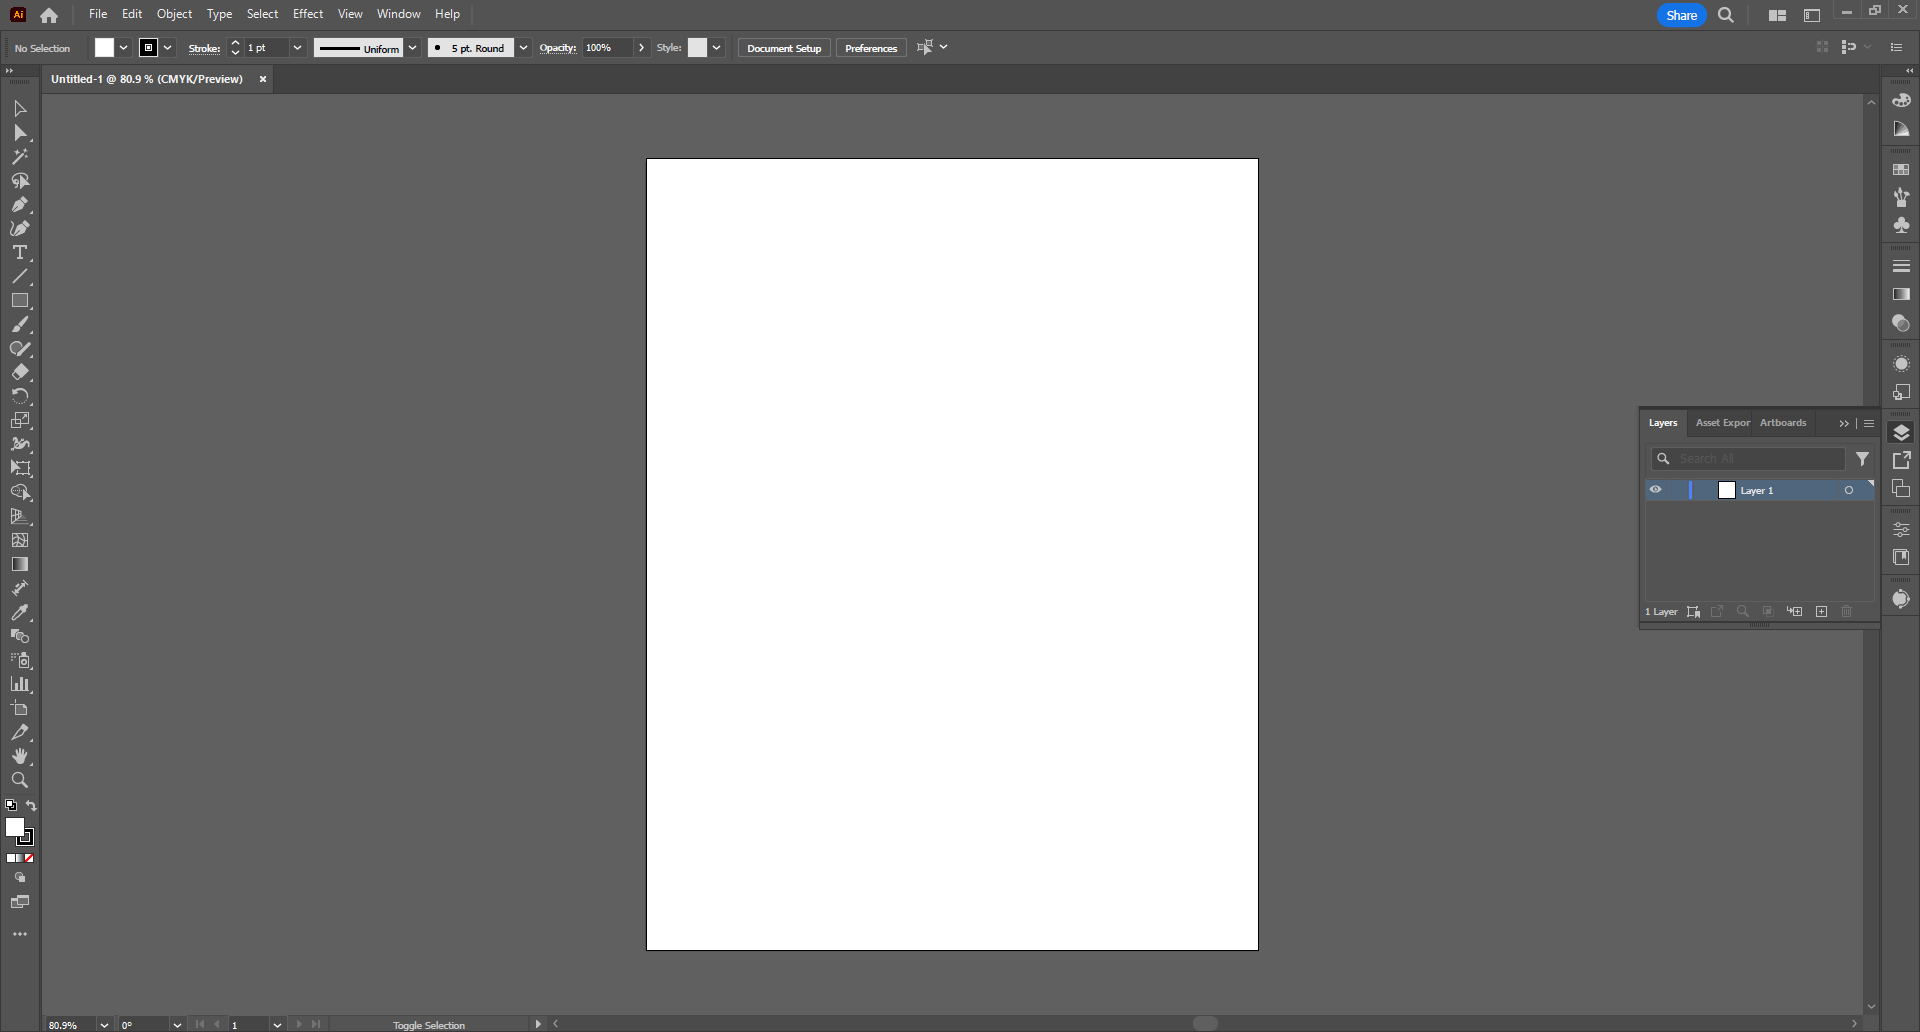 Ai File Edit Object Type Select Effect View Window Help Share
No Selection Stroke: 1 pt Uniform 5 pt. Round Opacity: 100% Style: Document Setup Preferences
Untitled-1 @ 80.9 % (CMYK/Preview)
Layers Asset Expor Artboards
Search All
Layer 1
1 Layer
80.9% 0° 1 Toggle Selection